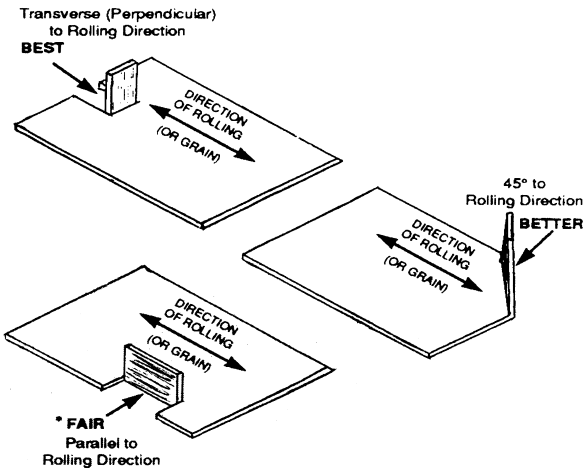 Transverse (Perpendicular)
to Rolling Direction
BEST
DIRECTION
OF ROLLING
(OR GRAIN)
45° to
Rolling Direction
BETTER
DIRECTION
OF ROLLING
(OR GRAIN)
DIRECTION
OF ROLLING
(OR GRAIN)
* FAIR
Parallel to
Rolling Direction